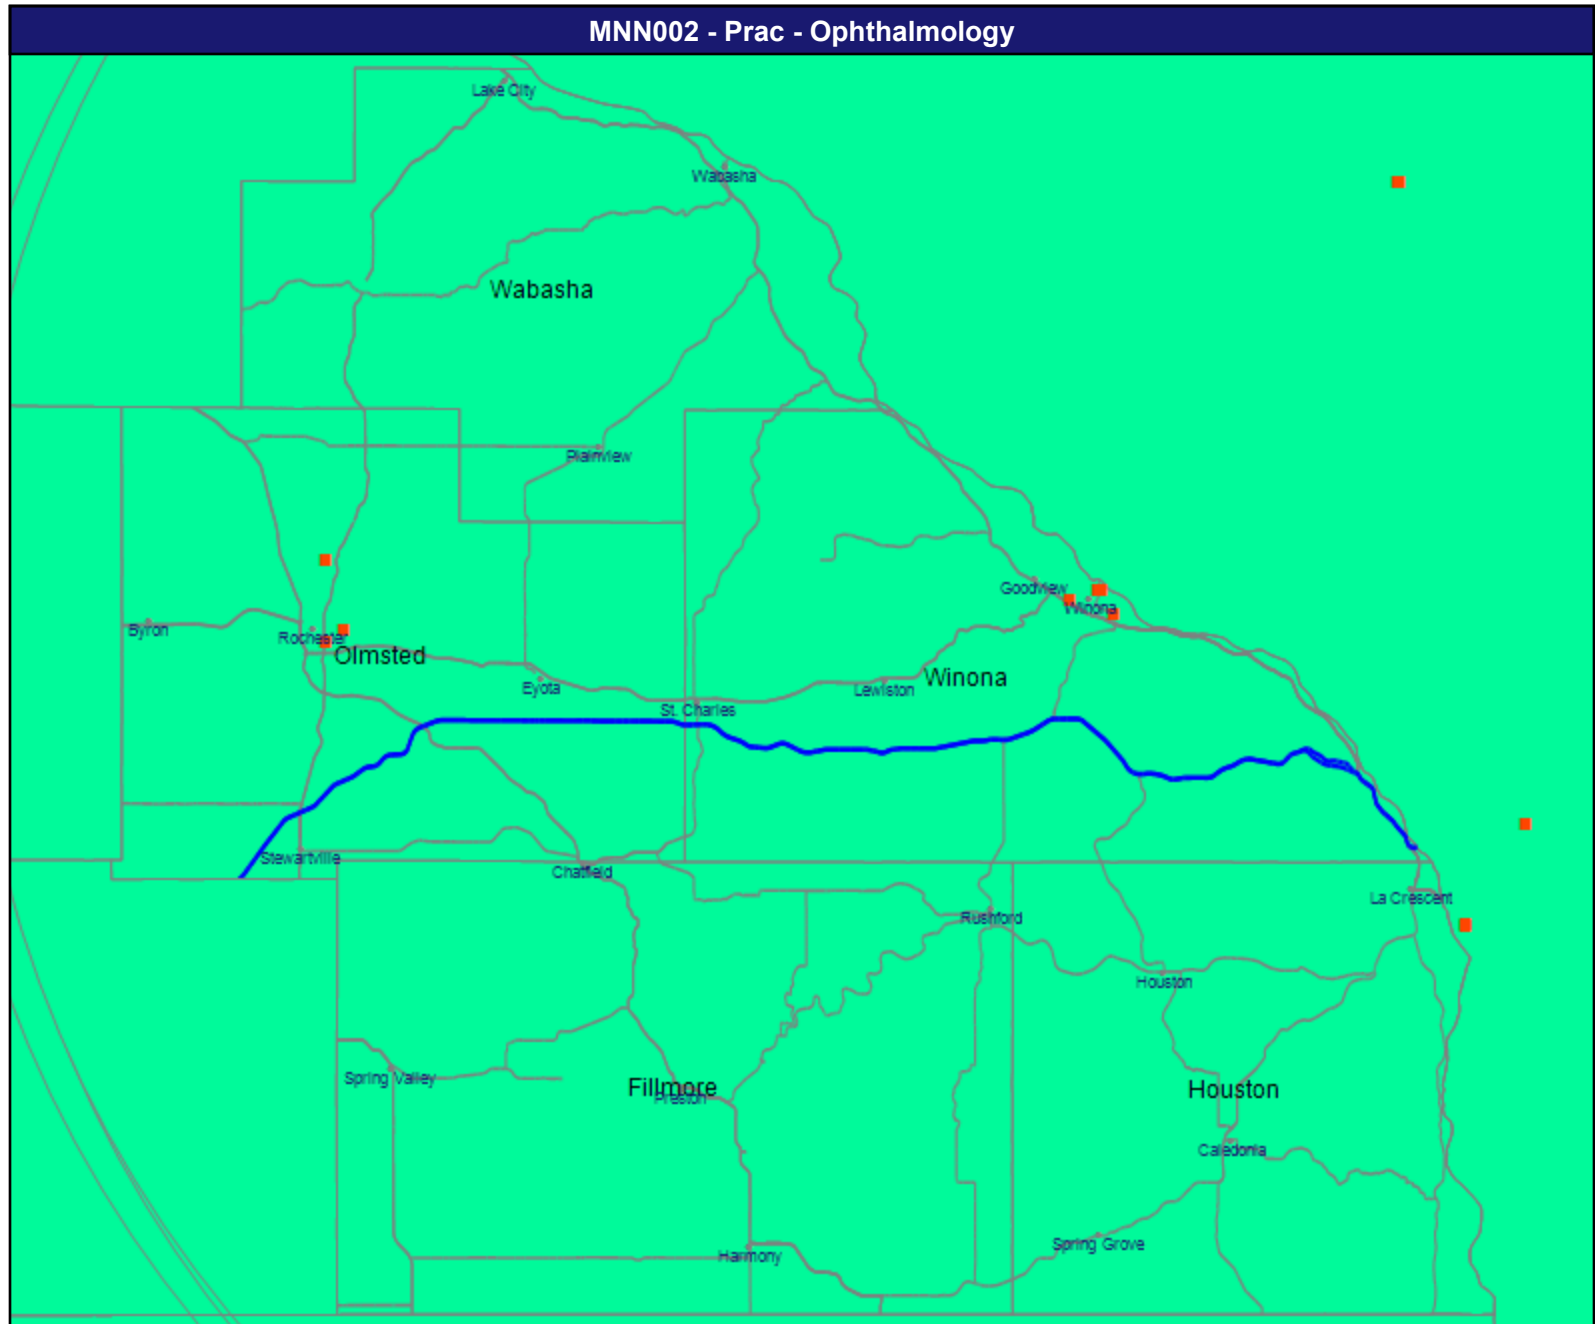 MNN002 - Prac - Ophthalmology
Lake City
Wabasha
Wabasha
Plainview
Goodview
Winona
Byron
Rochester
Olmsted
Eyota
Lewiston
Winona
St. Charles
Stewartville
Chatfield
La Crescent
Rushford
Houston
Spring Valley
Fillmore
Preston
Houston
Caledonia
Harmony
Spring Grove